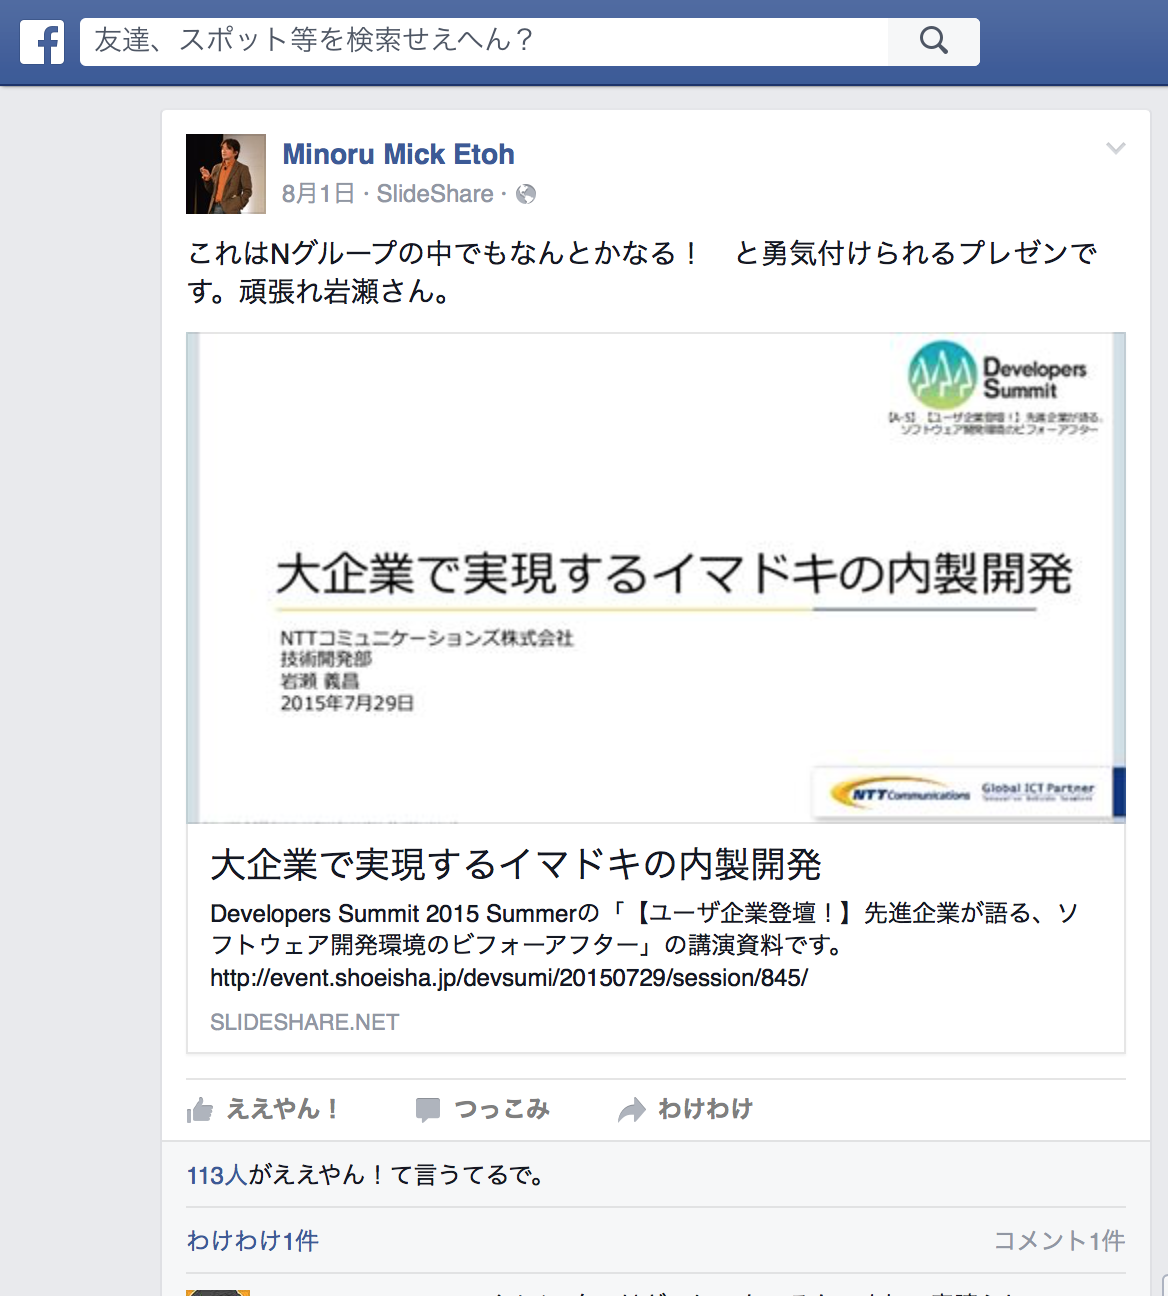 友達、スポット等を検索せえへん？
Minoru Mick Etoh
8月1日 · SlideShare ·
これはNグループの中でもなんとかなる！　と勇気付けられるプレゼンで
す。頑張れ岩瀬さん。
Developers
Summit
【A-5】【ユーザ企業登壇！】先進企業が語る、
ソフトウェア開発環境のビフォーアフター
大企業で実現するイマドキの内製開発
NTTコミュニケーションズ株式会社
技術開発部
岩瀬 義昌
2015年7月29日
NTT Communications
Global ICT Partner
大企業で実現するイマドキの内製開発
Developers Summit 2015 Summerの「【ユーザ企業登壇！】先進企業が語る、ソ
フトウェア開発環境のビフォーアフター」の講演資料です。
http://event.shoeisha.jp/devsumi/20150729/session/845/
SLIDESHARE.NET
ええやん！ つっこみ わけわけ
113人がええやん！て言うてるで。
わけわけ1件 コメント1件